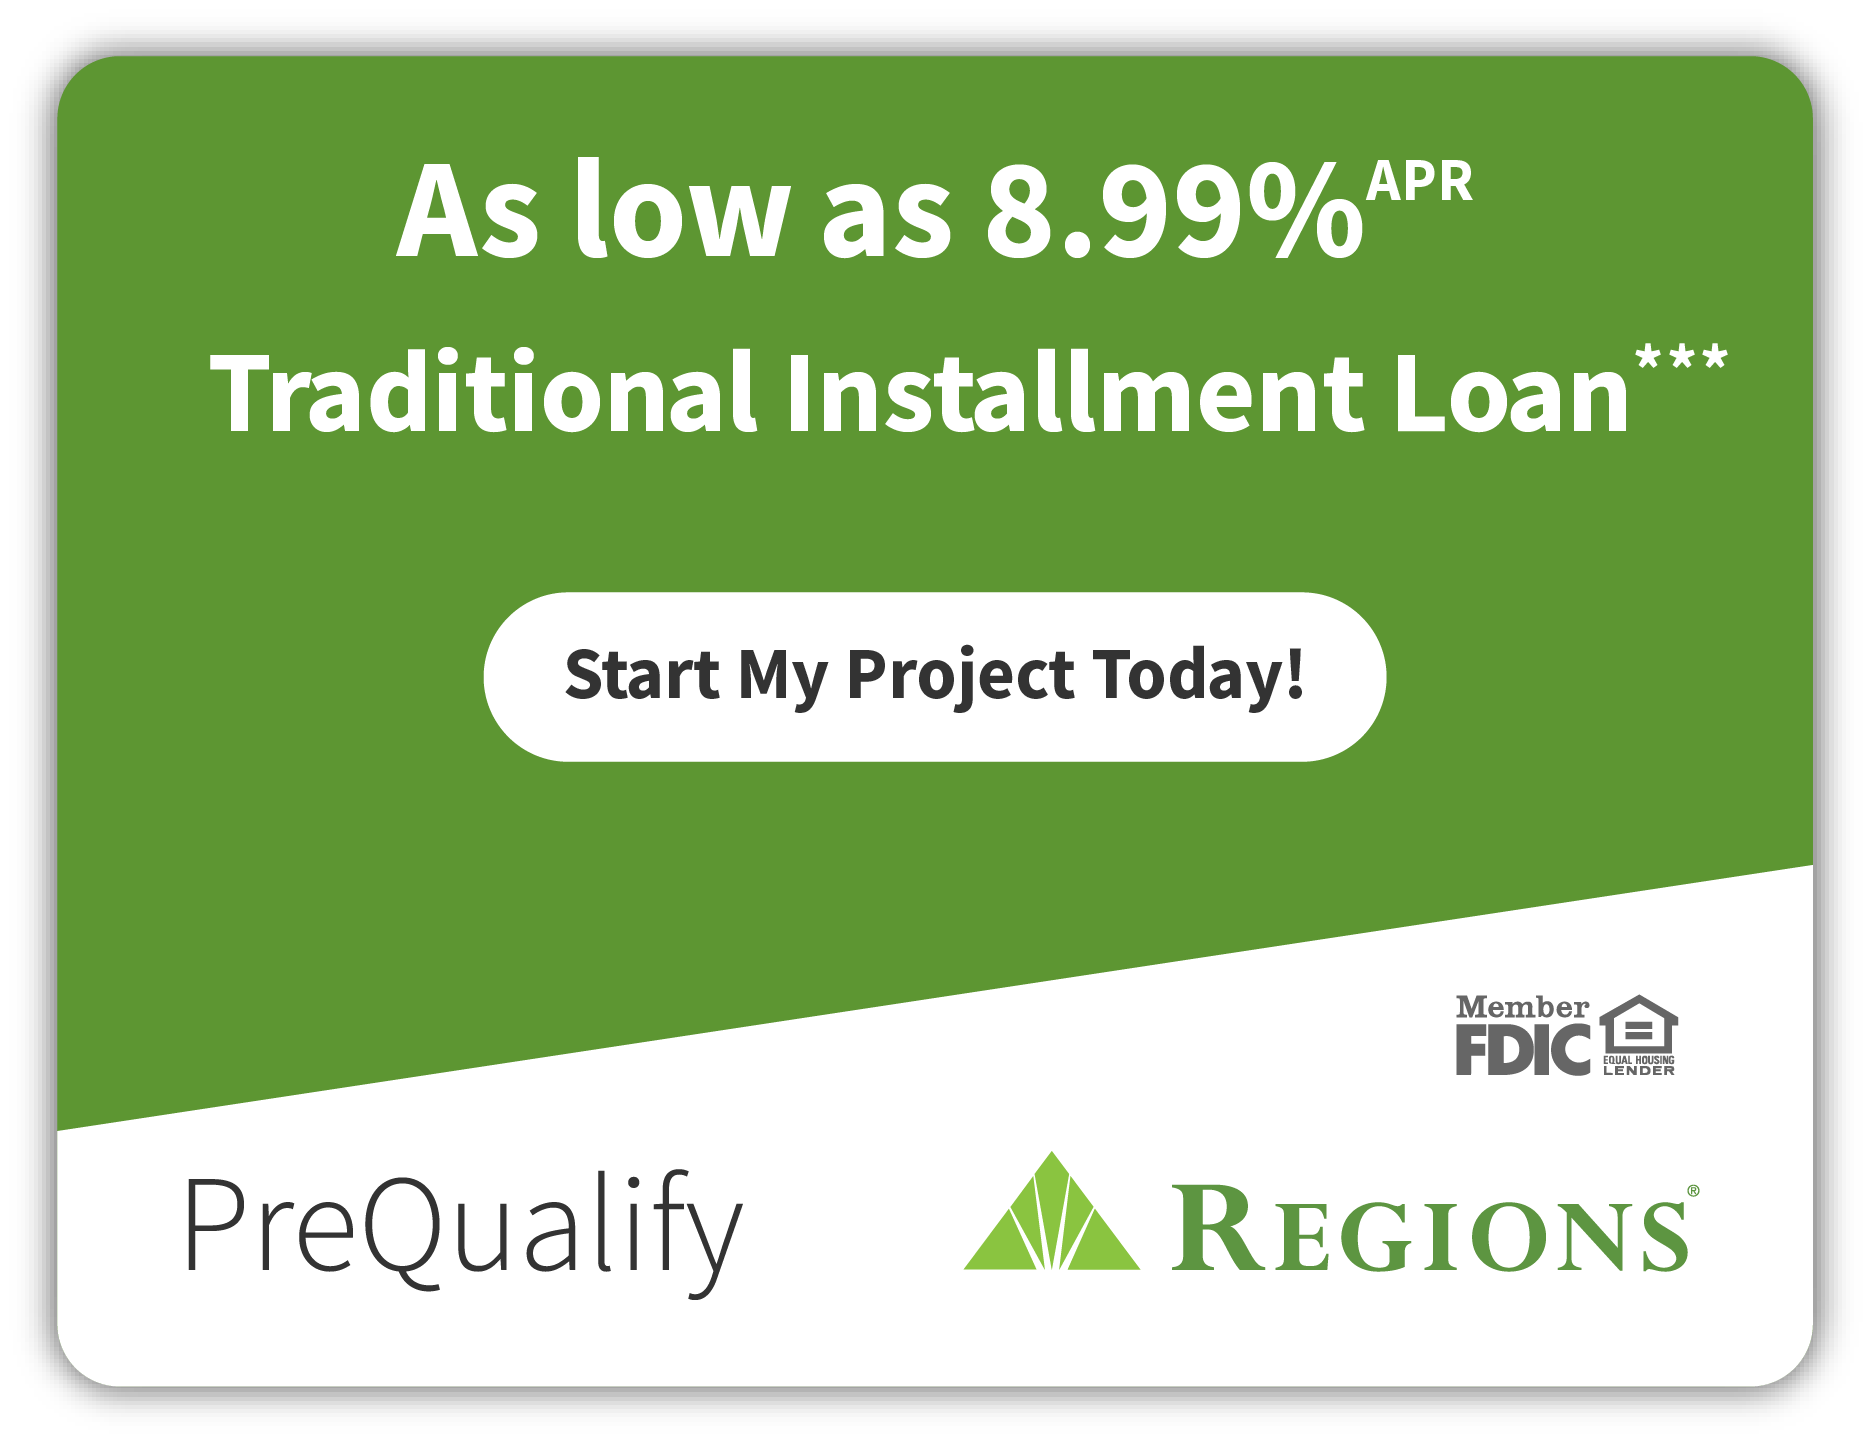 As low as 8.99%APR
Traditional Installment Loan***
Start My Project Today!
Member
FDIC
EQUAL HOUSING
LENDER
PreQualify
REGIONS®